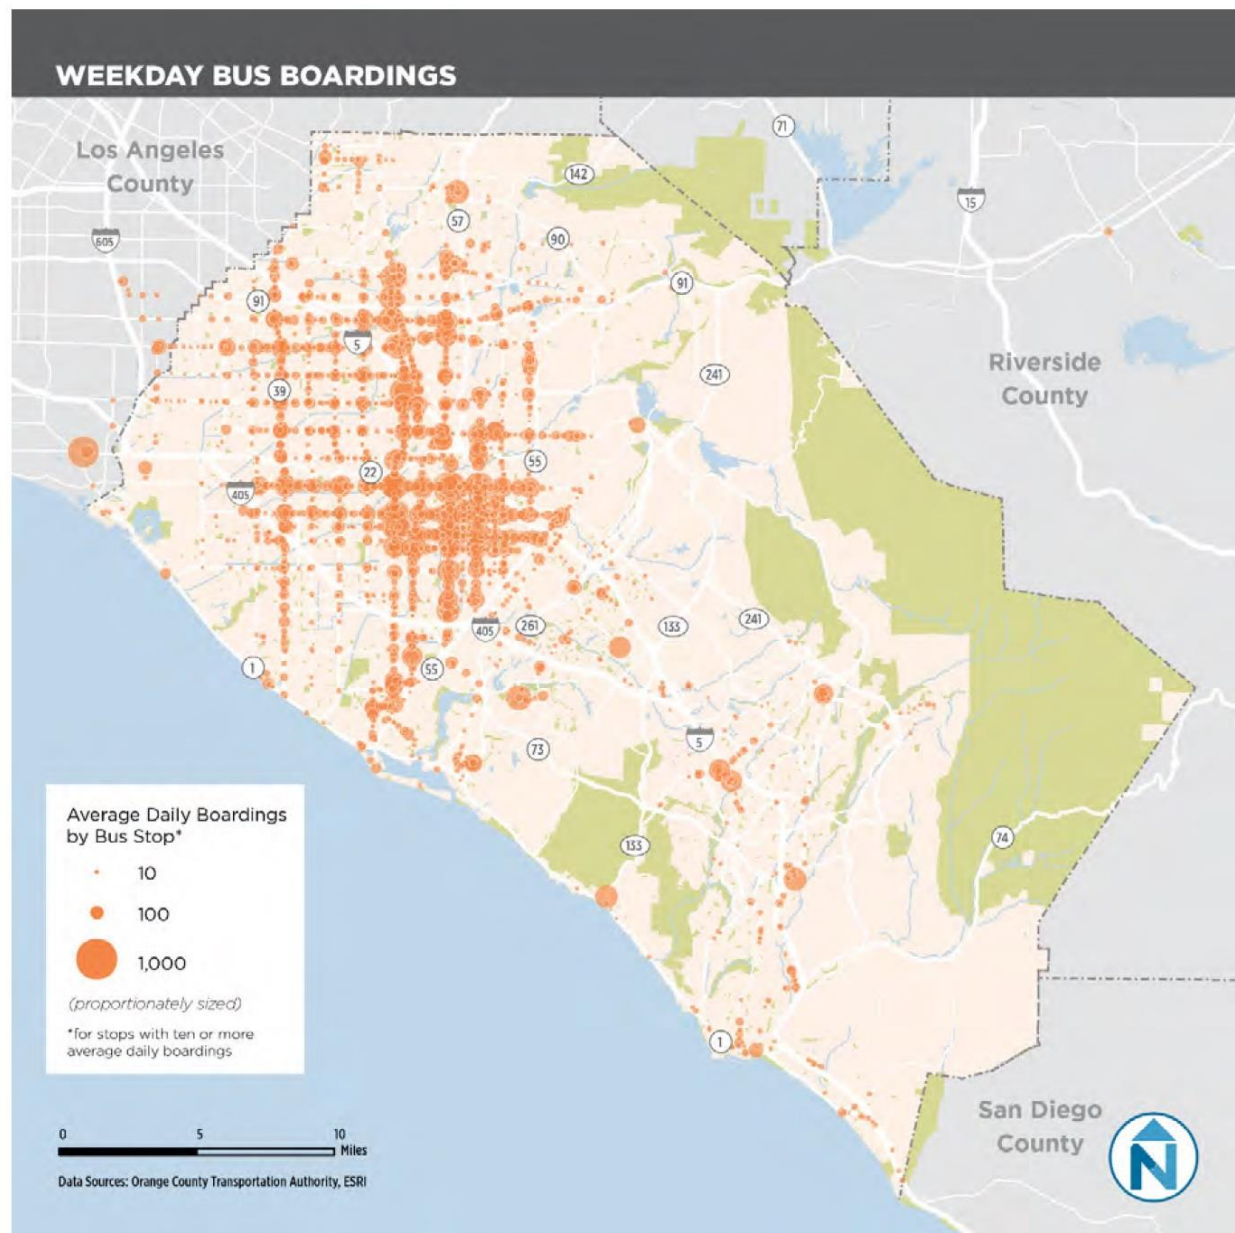 WEEKDAY BUS BOARDINGS
Los Angeles
County
71
142
15
605
57
90
91
91
5
Riverside
County
241
39
55
22
405
261
405
133
241
1
55
5
73
133
74
Average Daily Boardings
by Bus Stop*
10
100
1,000
(proportionately sized)
*for stops with ten or more
average daily boardings
1
San Diego
County
N
0 5 10
Miles
Data Sources: Orange County Transportation Authority, ESRI